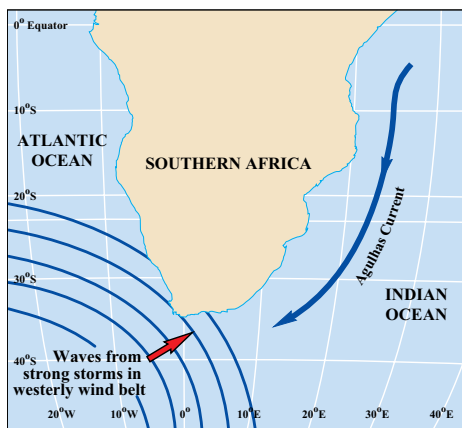 0° Equator
10°S
ATLANTIC
OCEAN
SOUTHERN AFRICA
20°S
Agulhas Current
30°S
INDIAN
OCEAN
Waves from
strong storms in
westerly wind belt
40°S
20°W
10°W
0°E
10°E
20°E
30°E
40°E